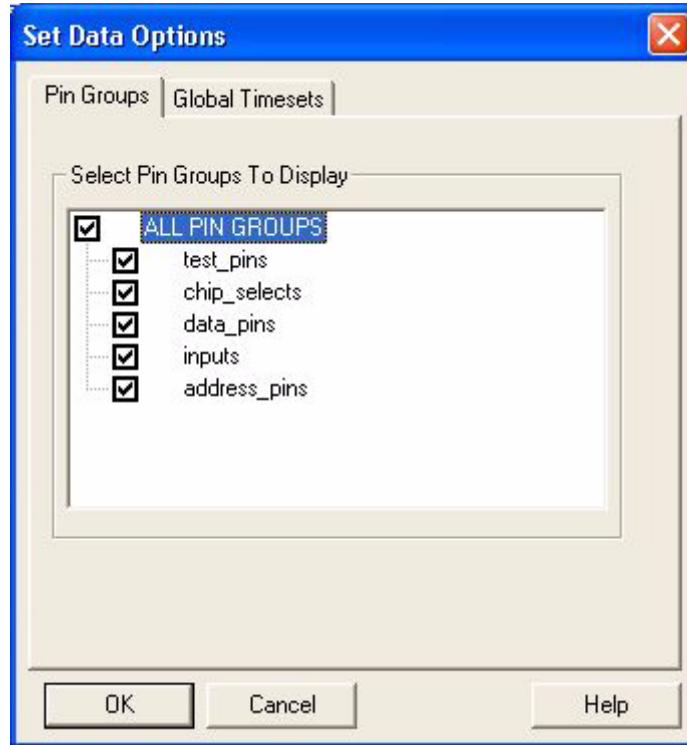 Set Data Options
Pin Groups Global Timesets
Select Pin Groups To Display
ALL PIN GROUPS
test_pins
chip_selects
data_pins
inputs
address_pins
OK Cancel Help